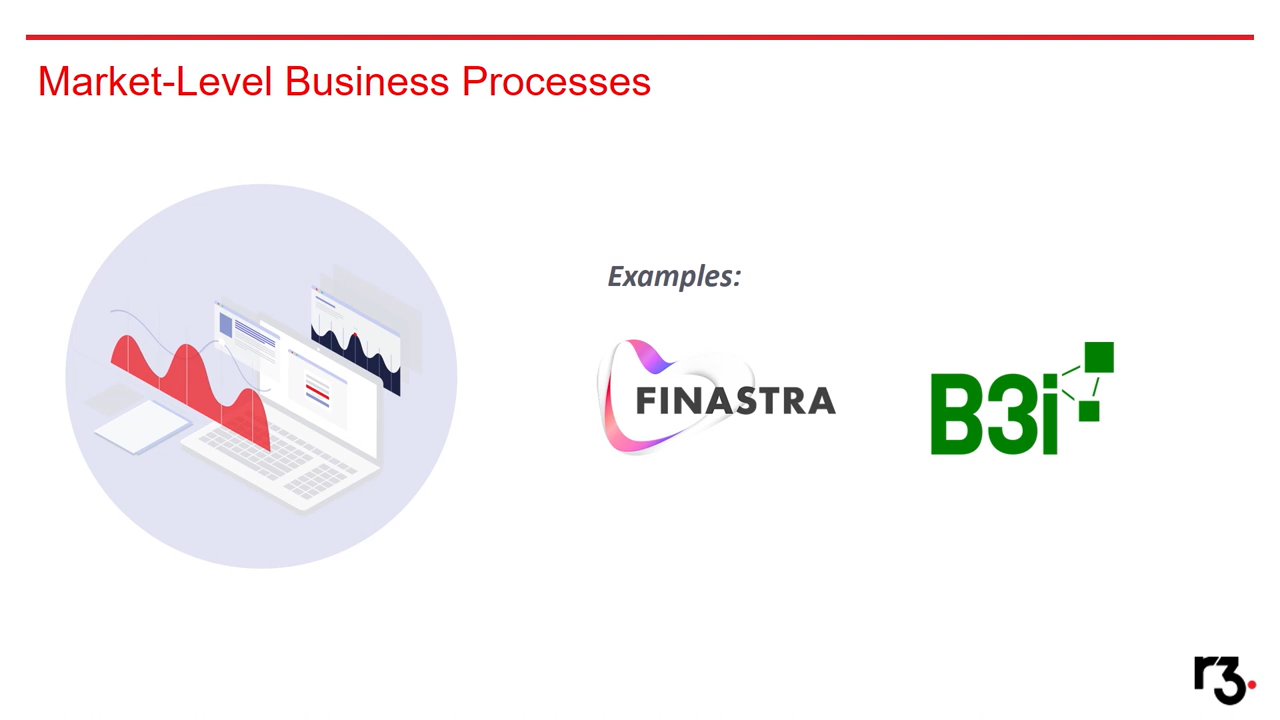 Market-Level Business Processes
Examples:
FINASTRA
B3i
r3.